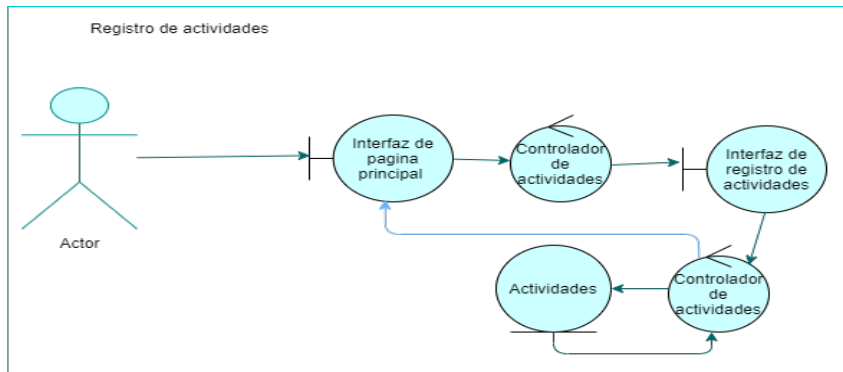 Registro de actividades
Interfaz de
pagina
principal
Controlador
de
actividades
Interfaz de
registro de
actividades
Actor
Actividades
Controlador
de
actividades